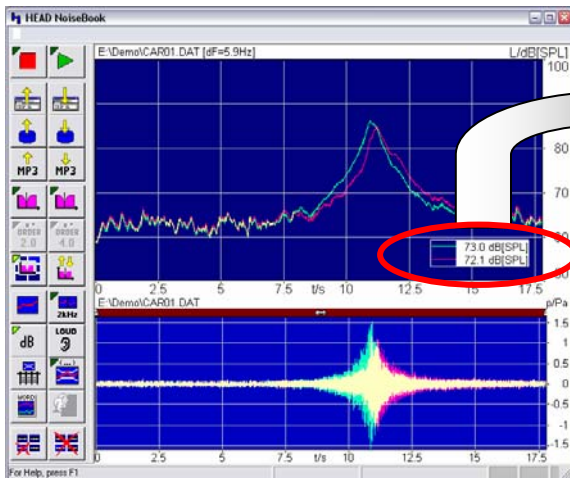 HEAD NoiseBook
E:\Demo\CAR01.DAT [dF=5.9Hz] L/dB[SPL]
100
80
70
60
73.0 dB[SPL]
72.1 dB[SPL]
0 2.5 5 7.5 t/s 10 12.5 15 17.5
E:\Demo\CAR01.DAT p/Pa
1.5
1
0.5
0
-0.5
-1
-1.5
0 2.5 5 7.5 t/s 10 12.5 15 17.5
MP3 MP3
ORDER ORDER
2.0 4.0
2kHz
dB LOUD
(...)
WORD
For Help, press F1